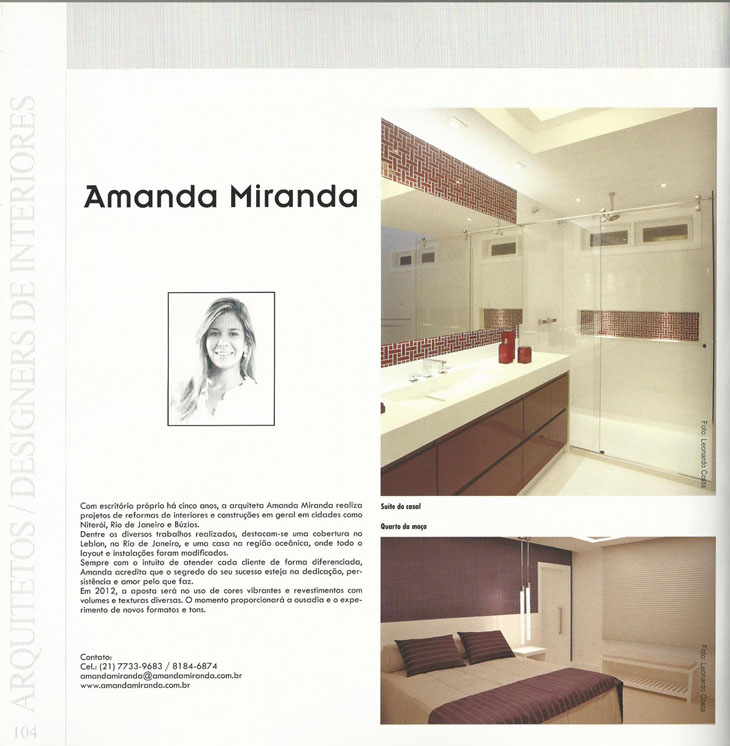 ARQUITETOS / DESIGNERS DE INTERIORES
Amanda Miranda
Com escritório próprio há cinco anos, a arquiteta Amanda Miranda realiza
projetos de reformas de interiores e construções em geral em cidades como
Niterói, Rio de Janeiro e Búzios.
Dentre os diversos trabalhos realizados, destacam-se uma cobertura no
Leblon, no Rio de Janeiro, e uma casa na região oceânica, onde todo o
layout e instalações foram modificados.
Sempre com o intuito de atender cada cliente de forma diferenciada,
Amanda acredita que o segredo do seu sucesso esteja na dedicação, per-
sistência e amor pelo que faz.
Em 2012, a aposta será no uso de cores vibrantes e revestimentos com
volumes e texturas diversas. O momento proporcionará a ousadia e o expe-
rimento de novos formatos e tons.
Contato:
Cel.: (21) 7733-9683 / 8184-6874
amandamiranda@amandamiranda.com.br
www.amandamiranda.com.br
Foto: Leonardo Costa
Suíte do casal
Quarto da moça
Foto: Leonardo Costa
104